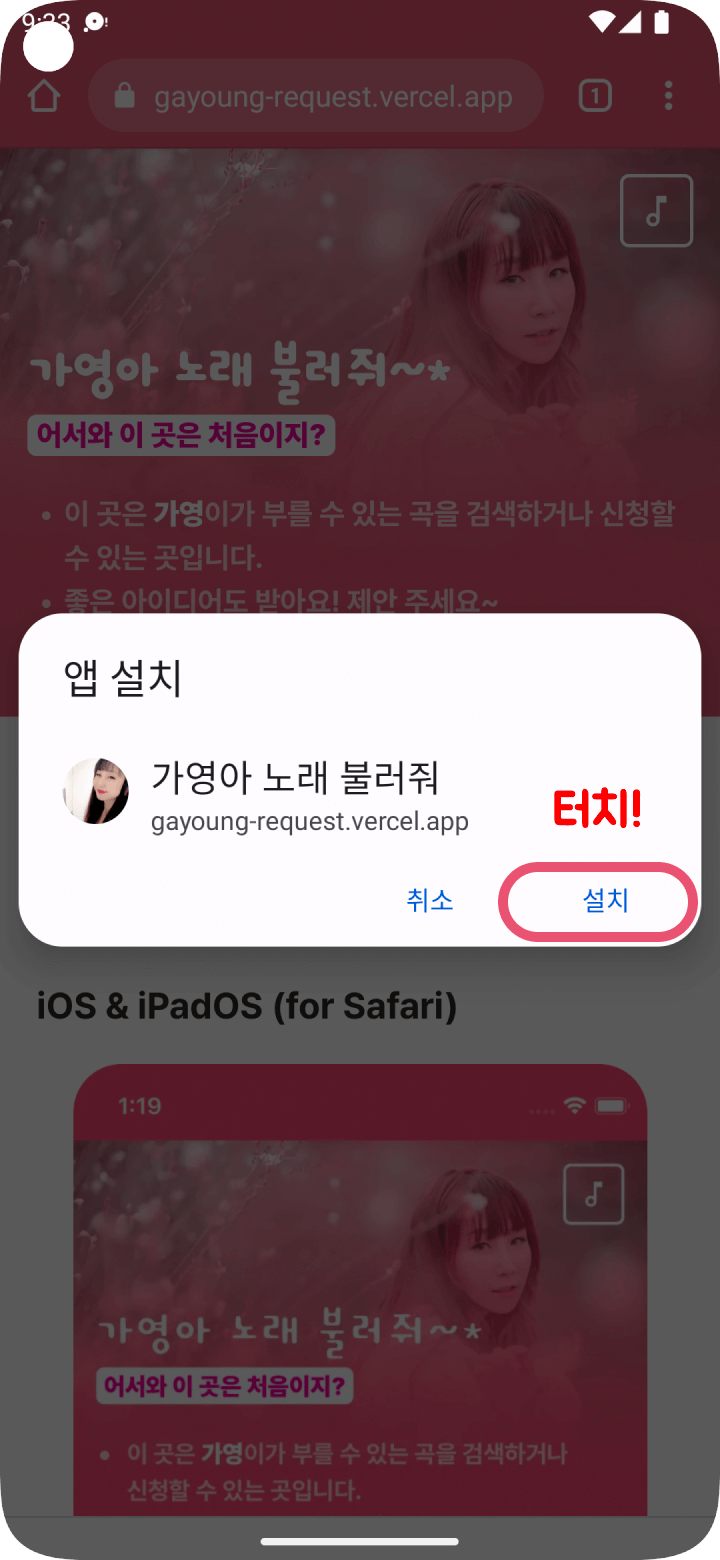 9:23
gayoung-request.vercel.app
1
가영아 노래 불러줘~*
어서와 이 곳은 처음이지?
• 이 곳은 가영이가 부를 수 있는 곡을 검색하거나 신청할
수 있는 곳입니다.
• 좋은 아이디어도 받아요! 제안 주세요~
앱 설치
가영아 노래 불러줘
gayoung-request.vercel.app
터치!
취소
설치
iOS & iPadOS (for Safari)
1:19
가영아 노래 불러줘~*
어서와 이 곳은 처음이지?
• 이 곳은 가영이가 부를 수 있는 곡을 검색하거나
신청할 수 있는 곳입니다.